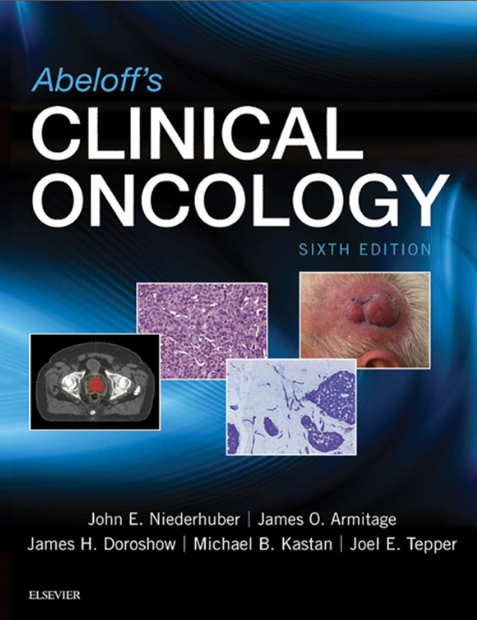 Abeloff's
CLINICAL
ONCOLOGY
SIXTH EDITION
John E. Niederhuber | James O. Armitage
James H. Doroshow | Michael B. Kastan | Joel E. Tepper
ELSEVIER